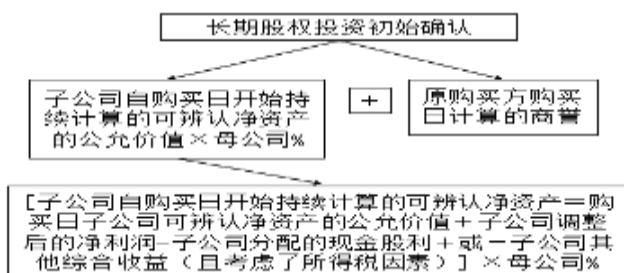 长期股权投资初始确认
子公司自购买日开始持
续计算的可辨认净资产
的公允价值×母公司%
+
原购买方购买
日计算的商誉
[子公司自购买日开始持续计算的可辨认净资产=购
买日子公司可辨认净资产的公允价值+子公司调整
后的净利润-子公司分配的现金股利+或-子公司其
他综合收益（且考虑了所得税因素）]×母公司%